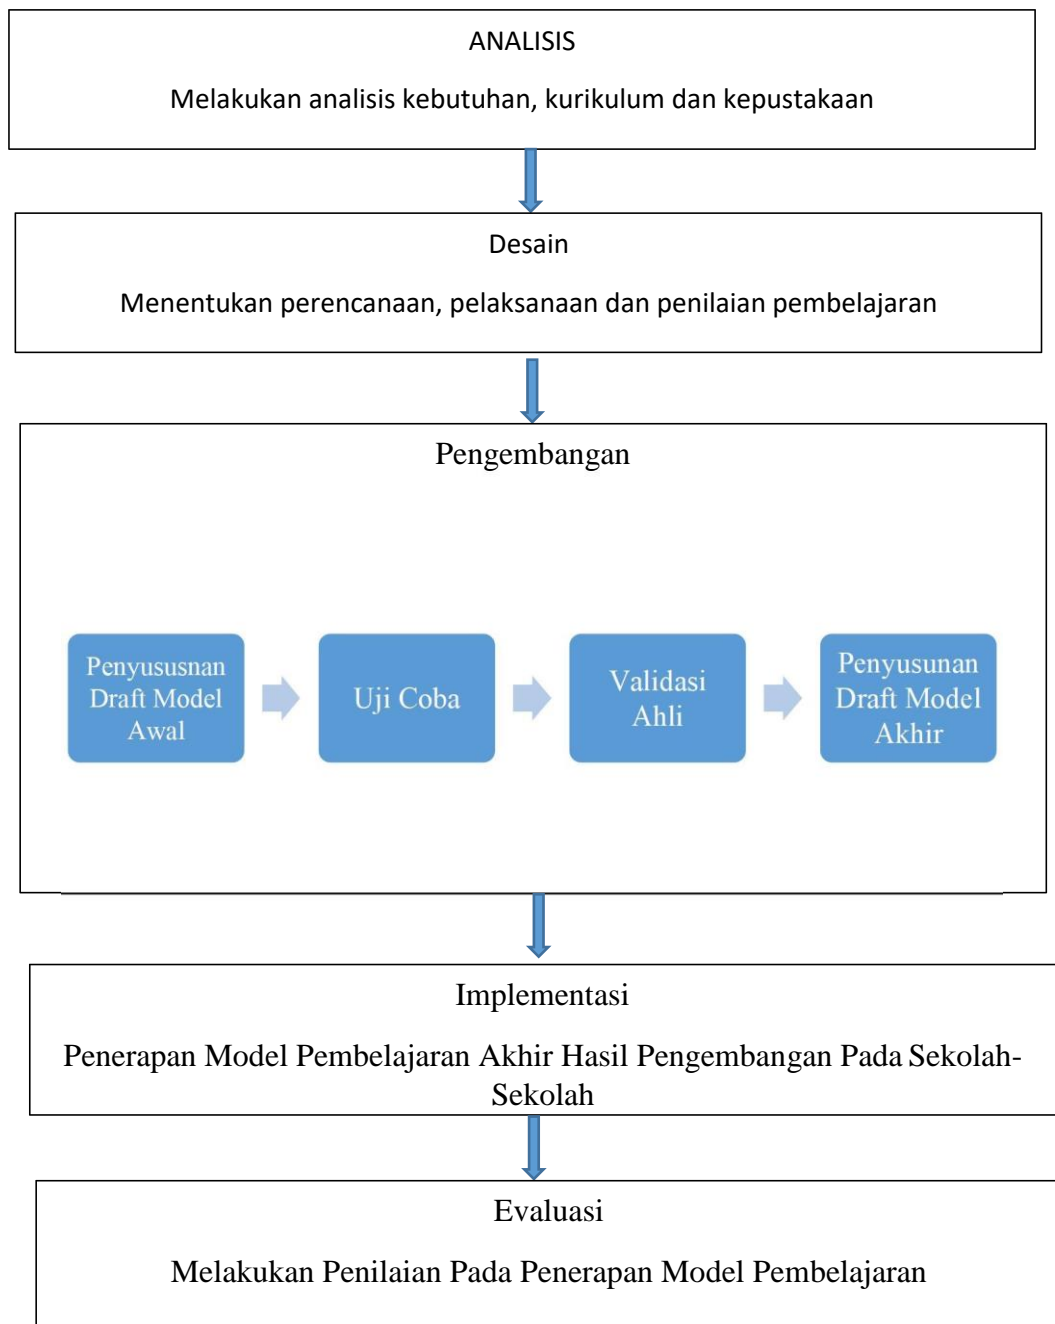 ANALISIS
Melakukan analisis kebutuhan, kurikulum dan kepustakaan
Desain
Menentukan perencanaan, pelaksanaan dan penilaian pembelajaran
Pengembangan
Penyususnan
Draft Model
Awal
Uji Coba
Validasi
Ahli
Penyusunan
Draft Model
Akhir
Implementasi
Penerapan Model Pembelajaran Akhir Hasil Pengembangan Pada Sekolah-
Sekolah
Evaluasi
Melakukan Penilaian Pada Penerapan Model Pembelajaran